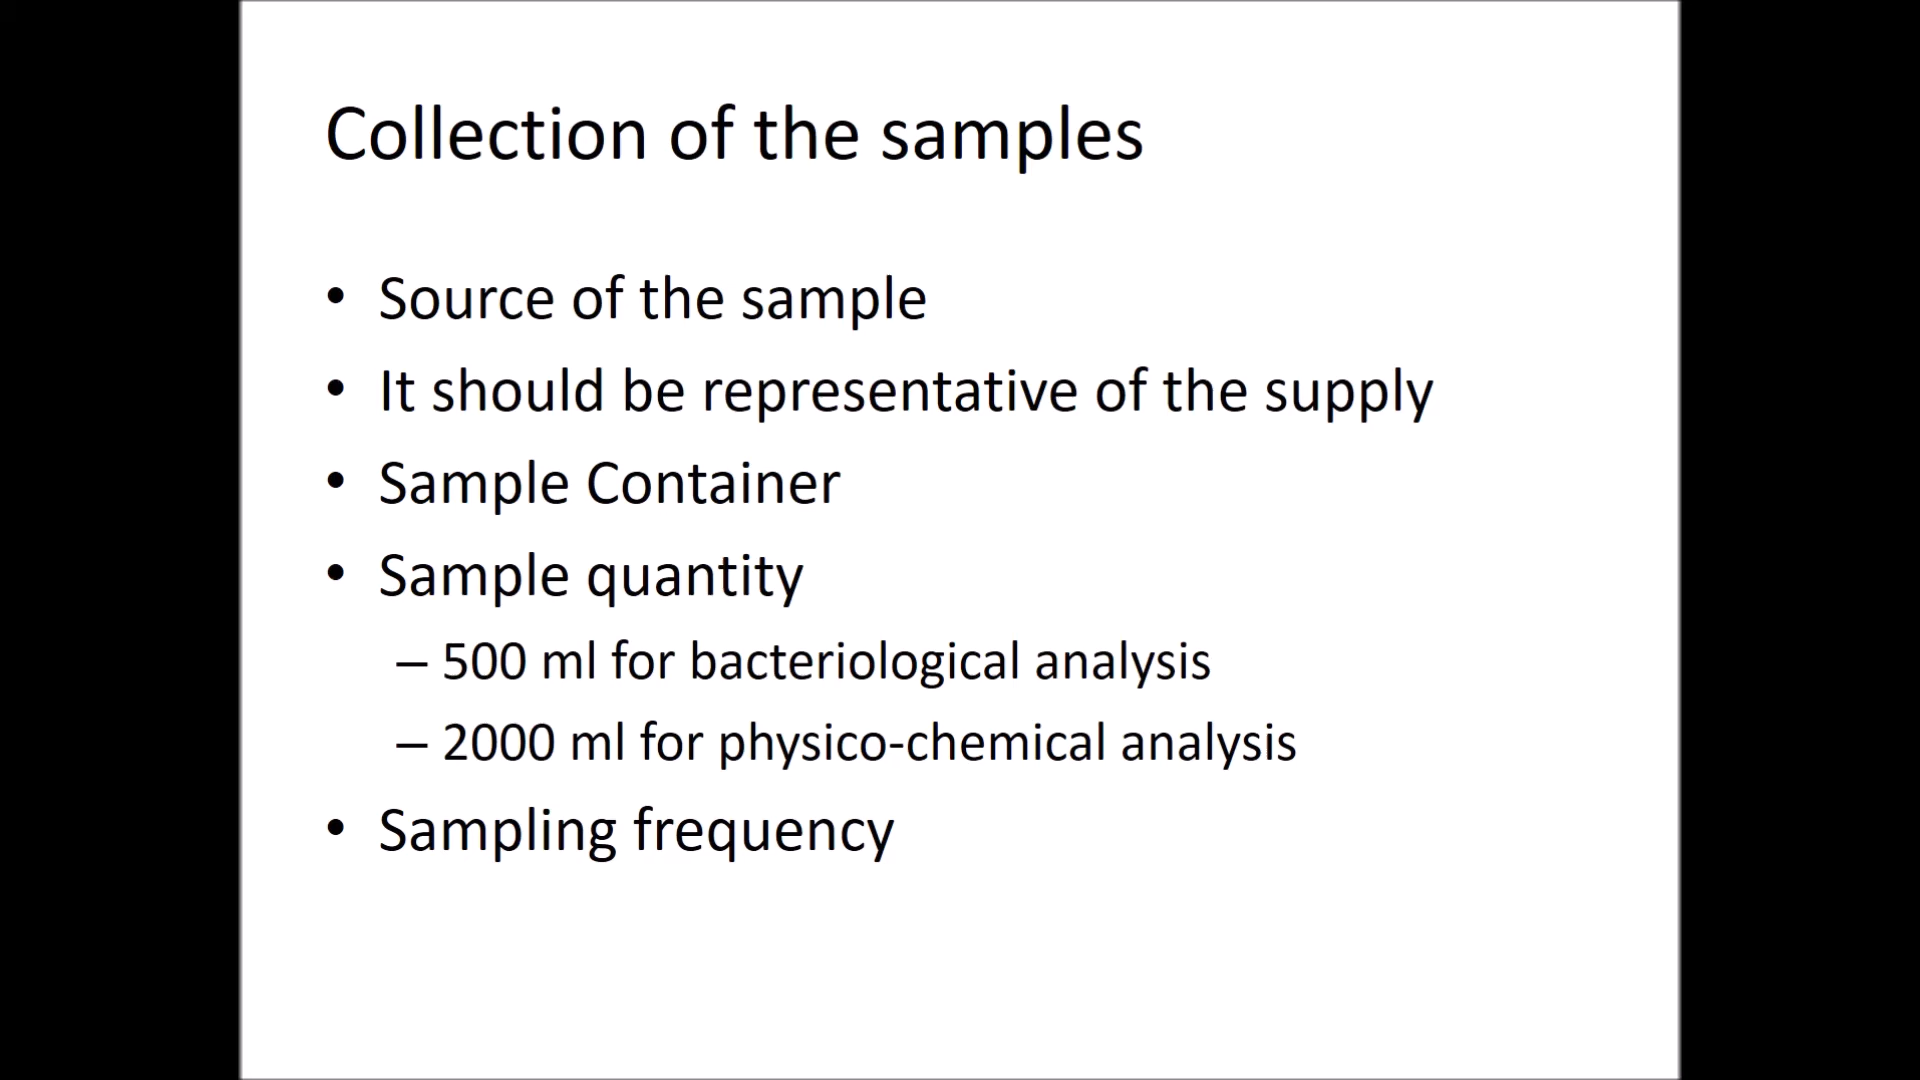 Collection of the samples
• Source of the sample
• It should be representative of the supply
• Sample Container
• Sample quantity
– 500 ml for bacteriological analysis
– 2000 ml for physico-chemical analysis
• Sampling frequency